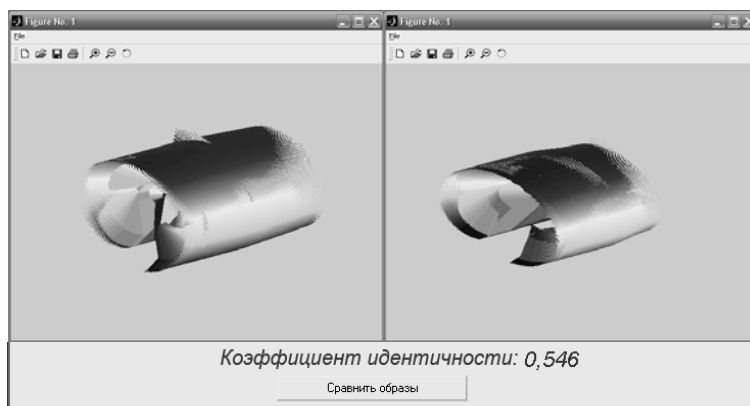 Figure No. 1
File
Figure No. 1
File
Коэффициент идентичности: 0,546
Сравнить образы